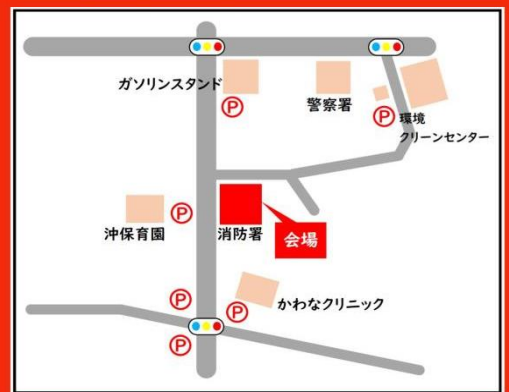 ガソリンスタンド
Ⓟ
警察署
Ⓟ
環境
クリーンセンター
沖保育園
Ⓟ
消防署
会場
Ⓟ
かわなクリニック
Ⓟ
Ⓟ